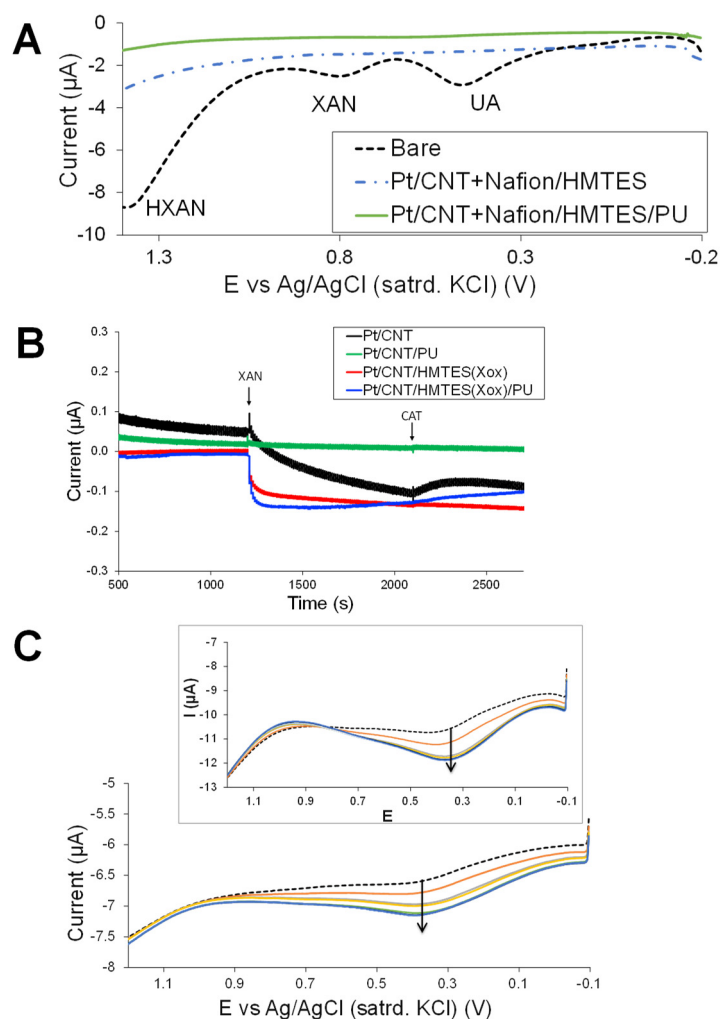 A
0
-2
-4
-6
-8
-10
Current (µA)
XAN
UA
HXAN
Bare
Pt/CNT+Nafion/HMTES
Pt/CNT+Nafion/HMTES/PU
1.3 0.8 0.3 -0.2
E vs Ag/AgCl (satrd. KCl) (V)
B
0.3
0.2
0.1
0.0
-0.1
-0.2
-0.3
Current (µA)
XAN
CAT
Pt/CNT
Pt/CNT/PU
Pt/CNT/HMTES(Xox)
Pt/CNT/HMTES(Xox)/PU
500 1000 1500 2000 2500
Time (s)
C
-7
-8
-9
-10
-11
-12
-13
I (µA)
1.1 0.9 0.7 0.5 0.3 0.1 -0.1
E
-5
-5.5
-6
-6.5
-7
-7.5
-8
Current (µA)
1.1 0.9 0.7 0.5 0.3 0.1 -0.1
E vs Ag/AgCl (satrd. KCl) (V)